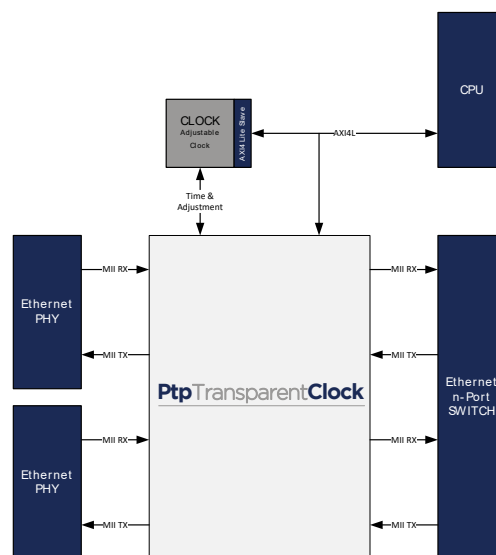 CPU
CLOCK
Adjustable
Clock
AXI4 Lite Slave
AXI4L
Time &
Adjustment
Ethernet
PHY
MII RX
MII TX
PtpTransparentClock
MII RX
MII TX
Ethernet
n-Port
SWITCH
Ethernet
PHY
MII RX
MII TX
MII RX
MII TX